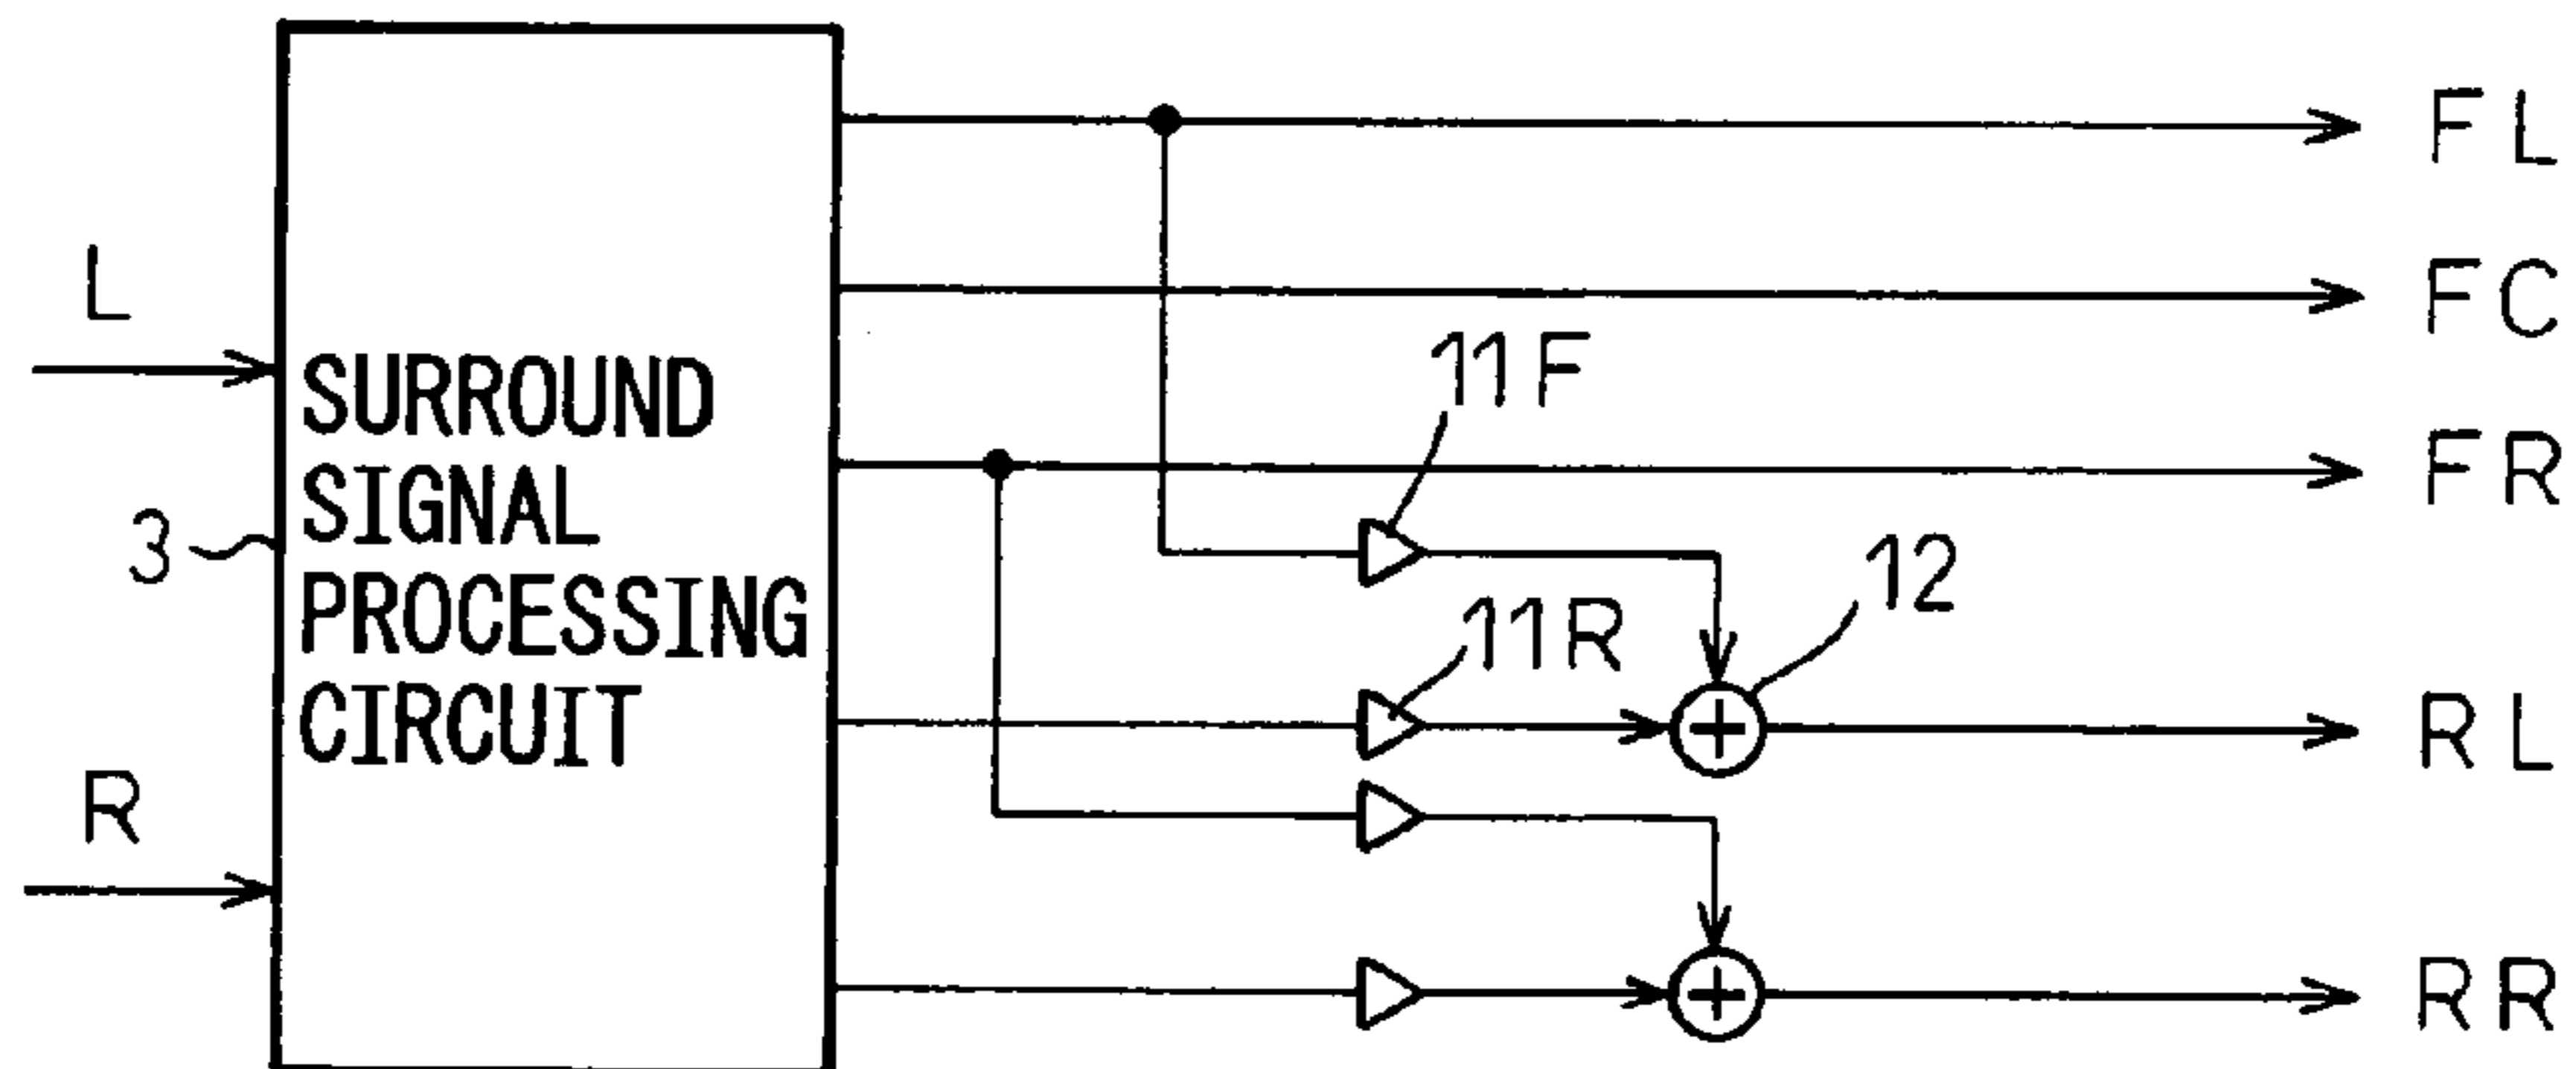 FL
L
FC
11F
SURROUND
SIGNAL
PROCESSING
CIRCUIT
FR
3
12
11R
RL
R
RR